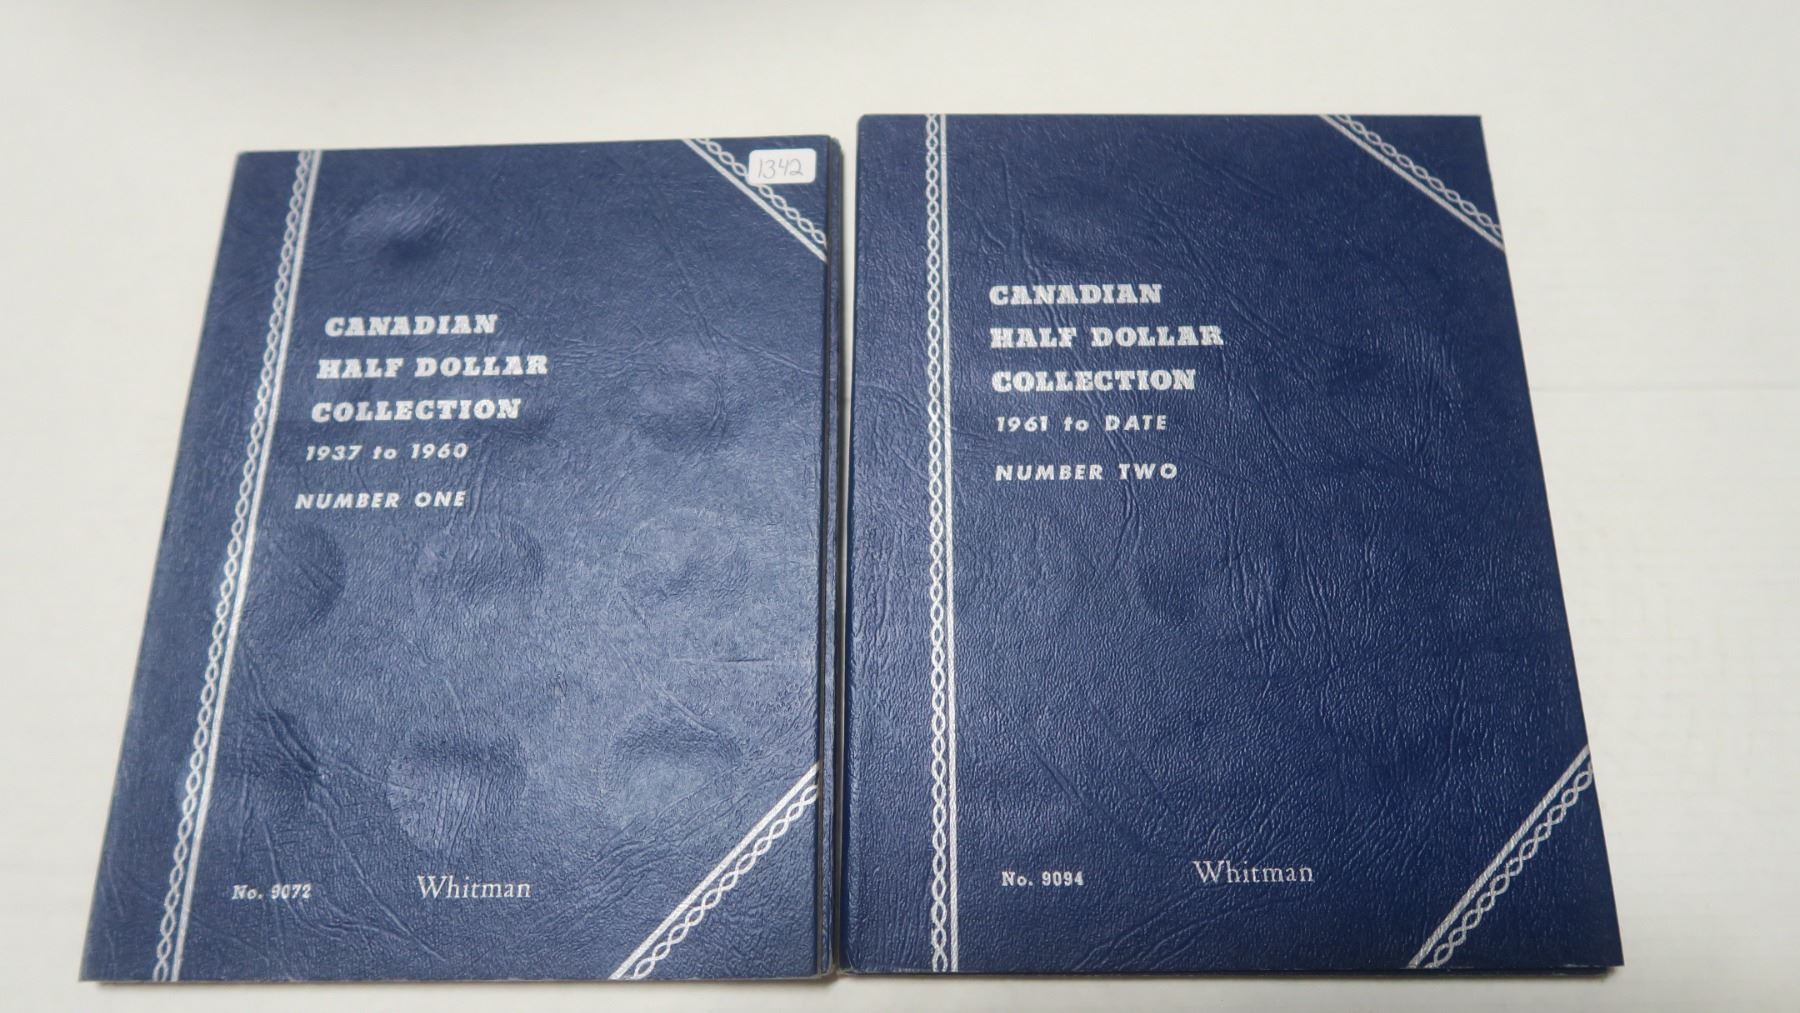 1342
CANADIAN
HALF DOLLAR
COLLECTION
1937 to 1960
NUMBER ONE
No. 9072
Whitman
CANADIAN
HALF DOLLAR
COLLECTION
1961 to DATE
NUMBER TWO
No. 9094
Whitman